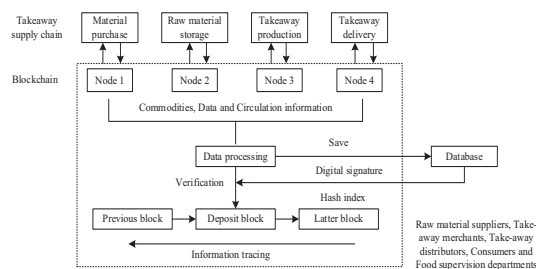 Takeaway
supply chain
Material
purchase
Raw material
storage
Takeaway
production
Takeaway
delivery
Blockchain
Node 1
Node 2
Node 3
Node 4
Commodities, Data and Circulation information
Save
Data processing
Database
Digital signature
Verification
Hash index
Previous block
Deposit block
Latter block
Information tracing
Raw material suppliers, Take-
away merchants, Take-away
distributors, Consumers and
Food supervision departments